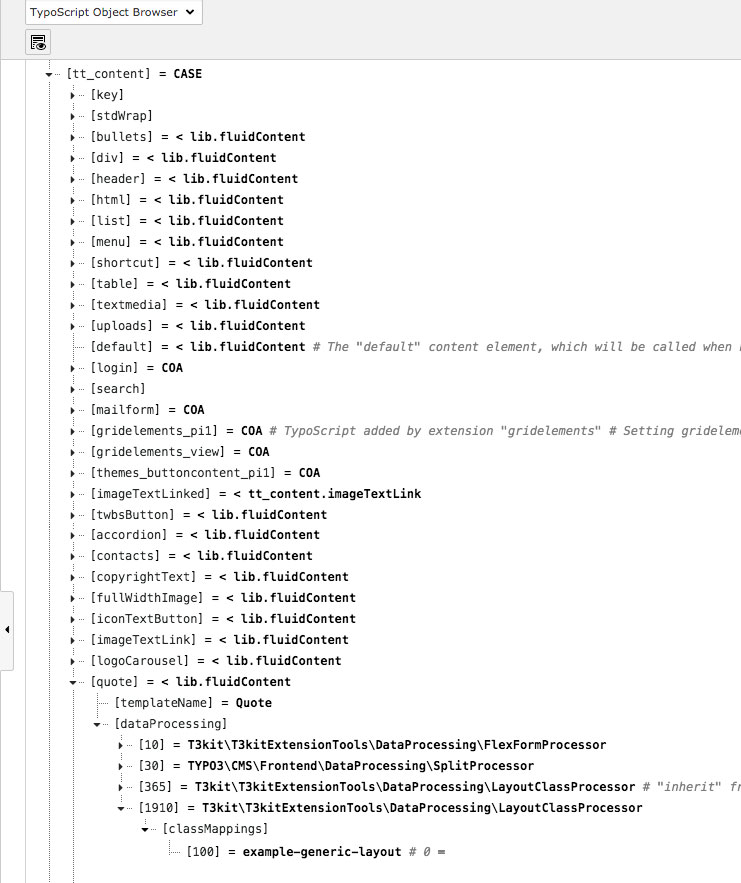 TypoScript Object Browser
[tt_content] = CASE
[key]
[stdWrap]
[bullets] = < lib.fluidContent
[div] = < lib.fluidContent
[header] = < lib.fluidContent
[html] = < lib.fluidContent
[list] = < lib.fluidContent
[menu] = < lib.fluidContent
[shortcut] = < lib.fluidContent
[table] = < lib.fluidContent
[textmedia] = < lib.fluidContent
[uploads] = < lib.fluidContent
[default] = < lib.fluidContent # The "default" content element, which will be called when
[login] = COA
[search]
[mailform] = COA
[gridelements_pi1] = COA # TypoScript added by extension "gridelements" # Setting grideleme
[gridelements_view] = COA
[themes_buttoncontent_pi1] = COA
[imageTextLinked] = < tt_content.imageTextLink
[twbsButton] = < lib.fluidContent
[accordion] = < lib.fluidContent
[contacts] = < lib.fluidContent
[copyrightText] = < lib.fluidContent
[fullWidthImage] = < lib.fluidContent
[iconTextButton] = < lib.fluidContent
[imageTextLink] = < lib.fluidContent
[logoCarousel] = < lib.fluidContent
[quote] = < lib.fluidContent
[templateName] = Quote
[dataProcessing]
[10] = T3kit\T3kitExtensionTools\DataProcessing\FlexFormProcessor
[30] = TYPO3\CMS\Frontend\DataProcessing\SplitProcessor
[365] = T3kit\T3kitExtensionTools\DataProcessing\LayoutClassProcessor # "inherit" fr
[1910] = T3kit\T3kitExtensionTools\DataProcessing\LayoutClassProcessor
[classMappings]
[100] = example-generic-layout # 0 =